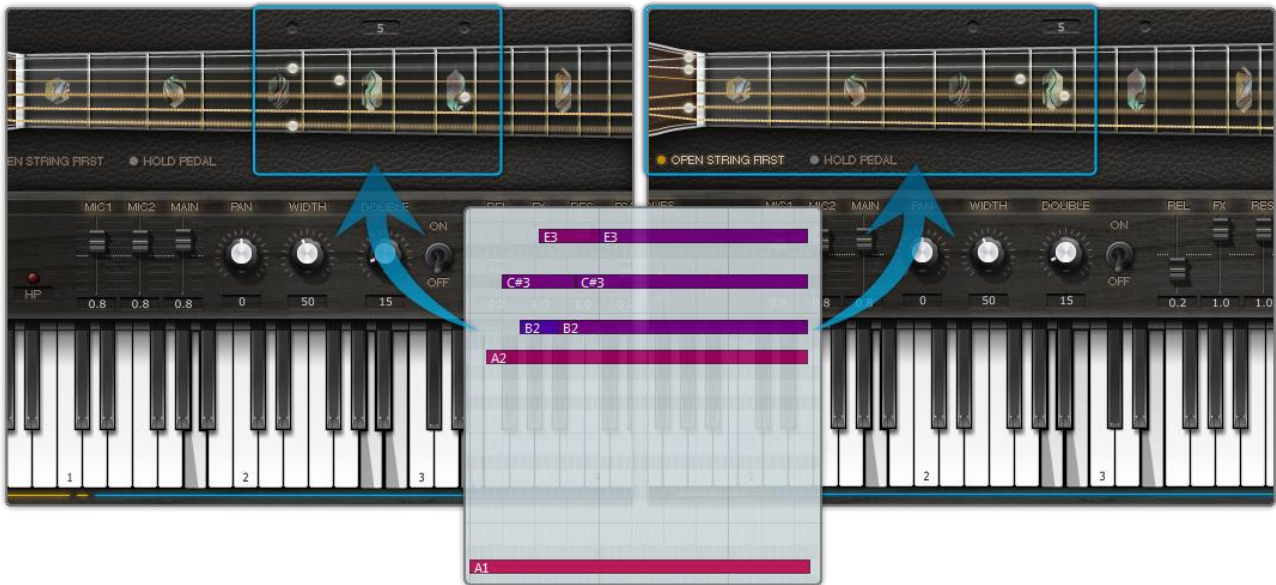 5
5
EN STRING FIRST HOLD PEDAL
OPEN STRING FIRST HOLD PEDAL
MIC1 MIC2 MAIN PAN WIDTH DOUBLE REL FX RES
MIC1 MIC2 MAIN PAN WIDTH DOUBLE REL FX RES
ON
OFF
ON
OFF
HP
0.8 0.8 0.8 0 50 15
0.8 0 50 15 0.2 1.0 1.0
E3 E3
C#3 C#3
B2 B2
A2
A1
1 2 3
2 3